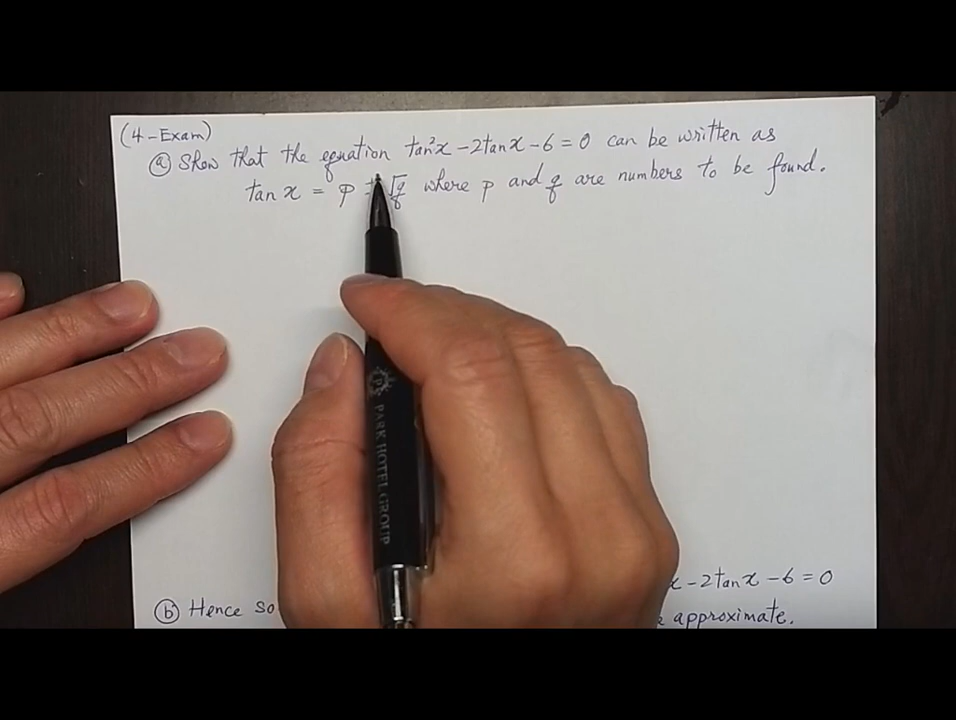 (4-Exam)
ⓐ Show that the equation tan²x - 2tanx - 6 = 0 can be written as
tan x = p ± √q where p and q are numbers to be found.
PARK HOTEL GROUP
x - 2tanx - 6 = 0
ⓑ Hence so approximate.